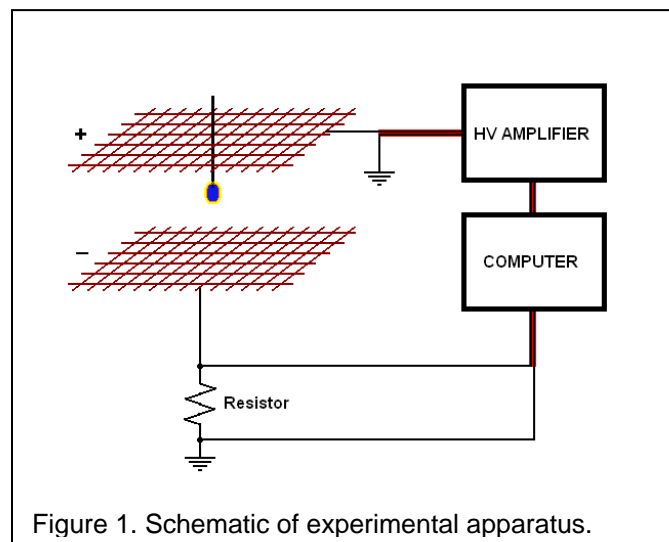 +
HV AMPLIFIER
−
COMPUTER
Resistor
Figure 1. Schematic of experimental apparatus.